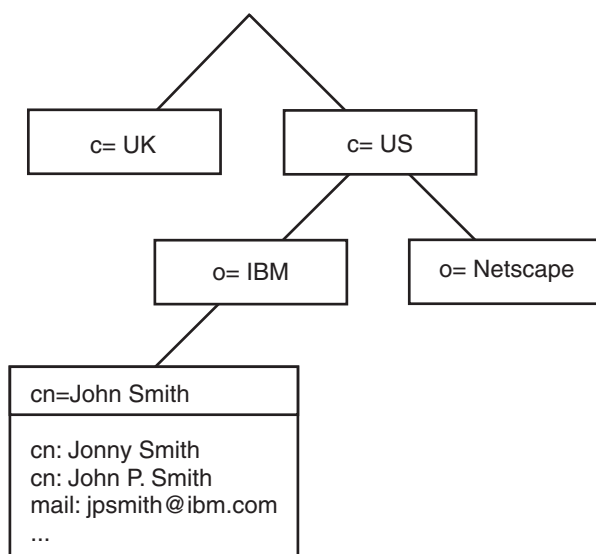 c= UK
c= US
o= IBM
o= Netscape
cn=John Smith
cn: Jonny Smith
cn: John P. Smith
mail: jpsmith@ibm.com
...